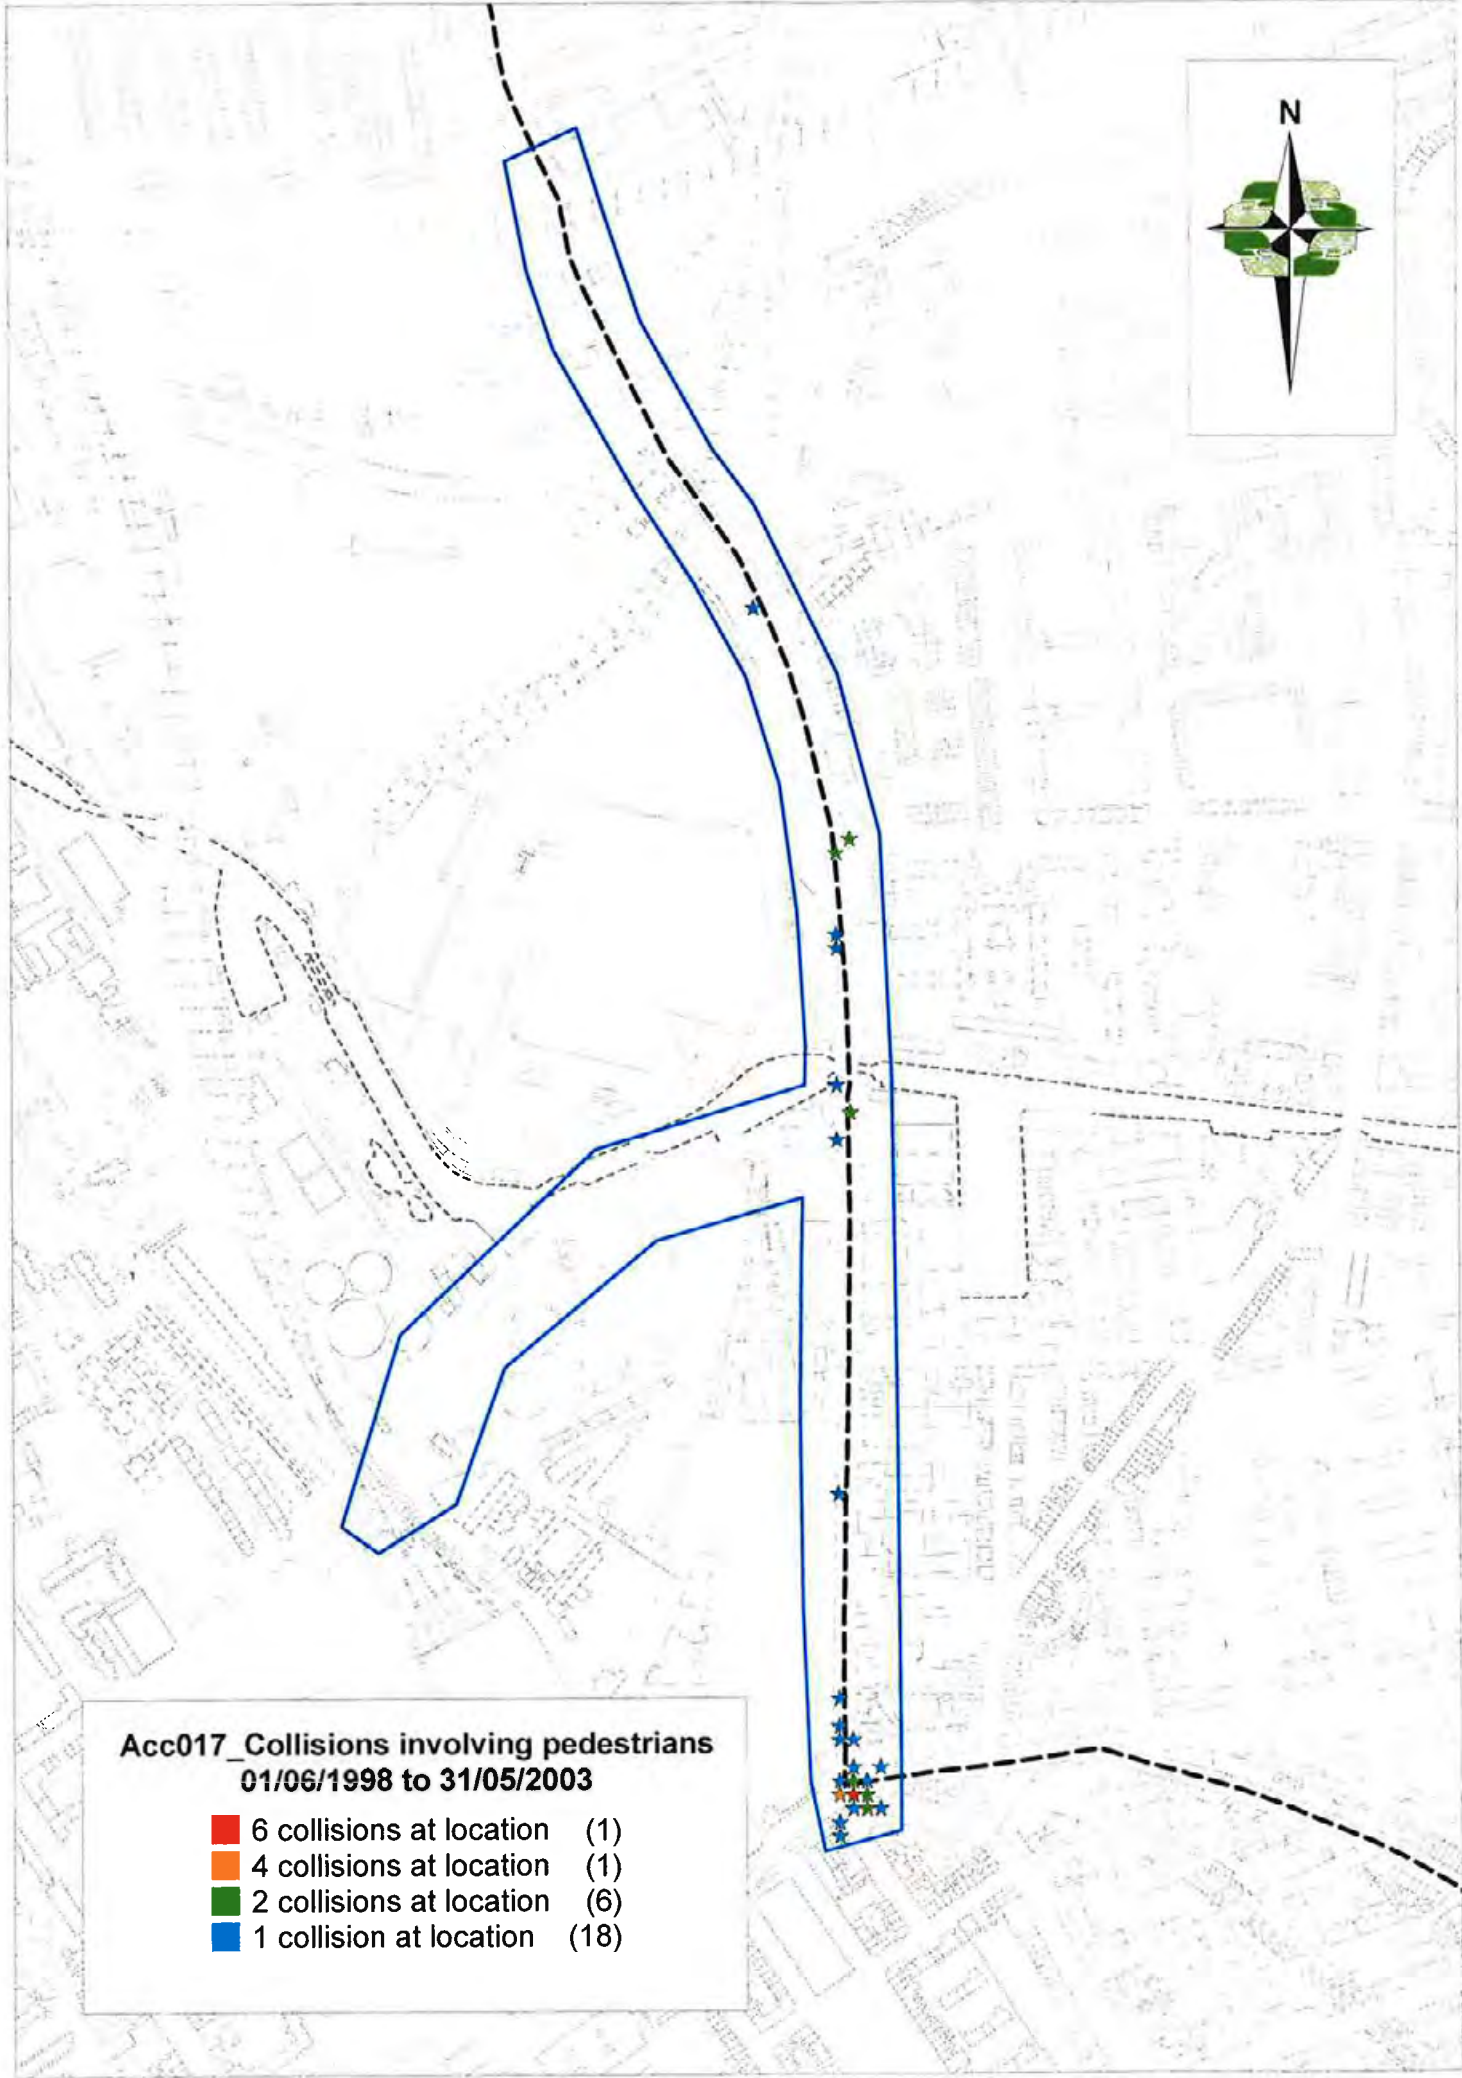 N
Acc017_Collisions involving pedestrians
01/06/1998 to 31/05/2003
6 collisions at location (1)
4 collisions at location (1)
2 collisions at location (6)
1 collision at location (18)